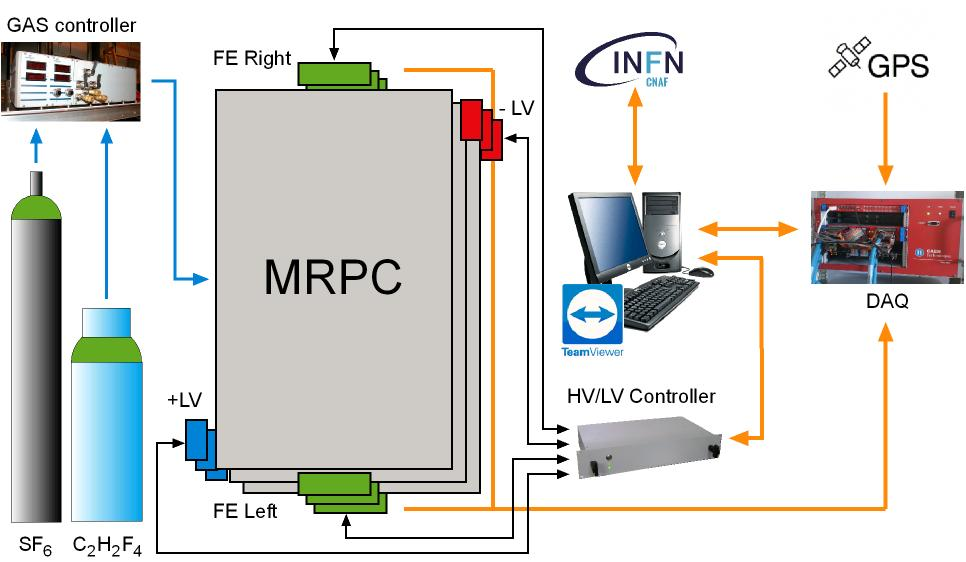 GAS controller
FE Right
- LV
INFN
CNAF
GPS
MRPC
TeamViewer
DAQ
+LV
HV/LV Controller
FE Left
SF6
C2H2F4
CAEN